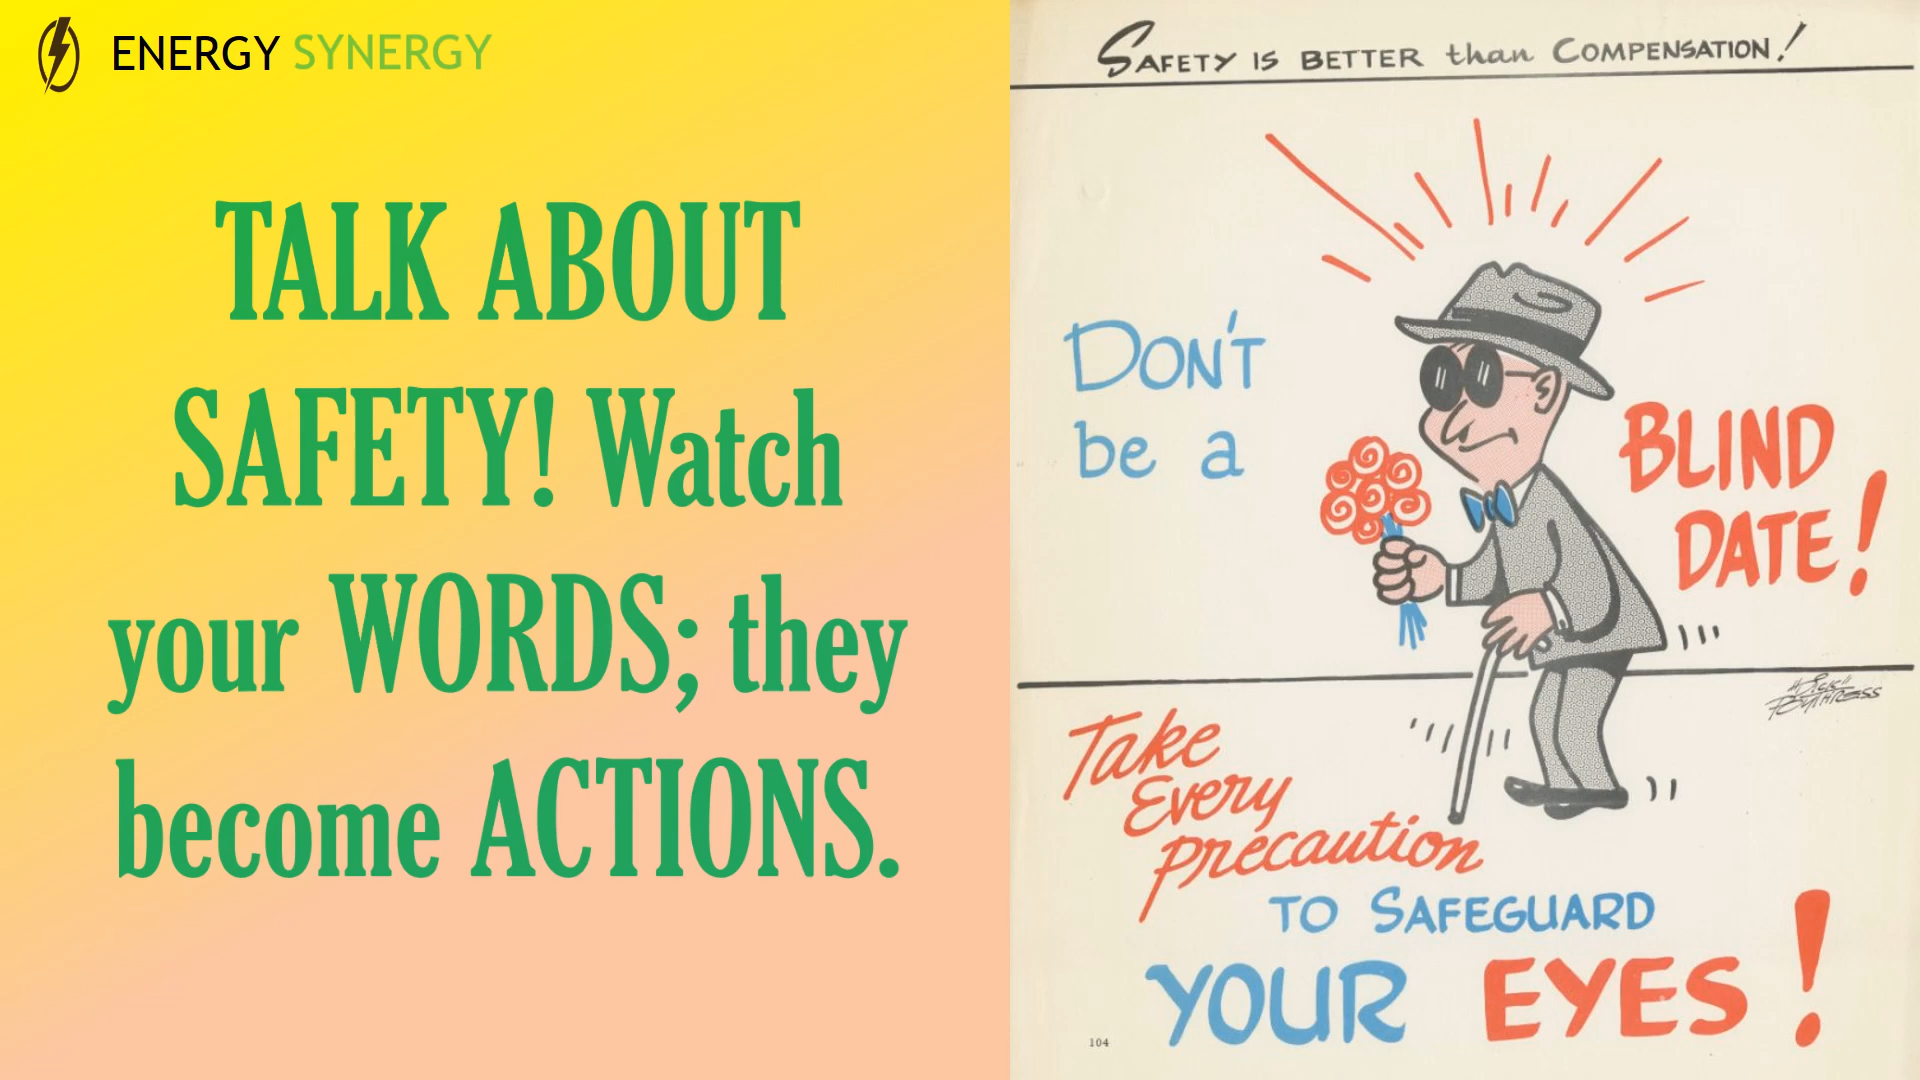 ENERGY SYNERGY
TALK ABOUT
SAFETY! Watch
your WORDS; they
become ACTIONS.
SAFETY IS BETTER than COMPENSATION!
DON'T
be a
BLIND
DATE!
Take
Every
precaution
TO SAFEGUARD
YOUR EYES!
104